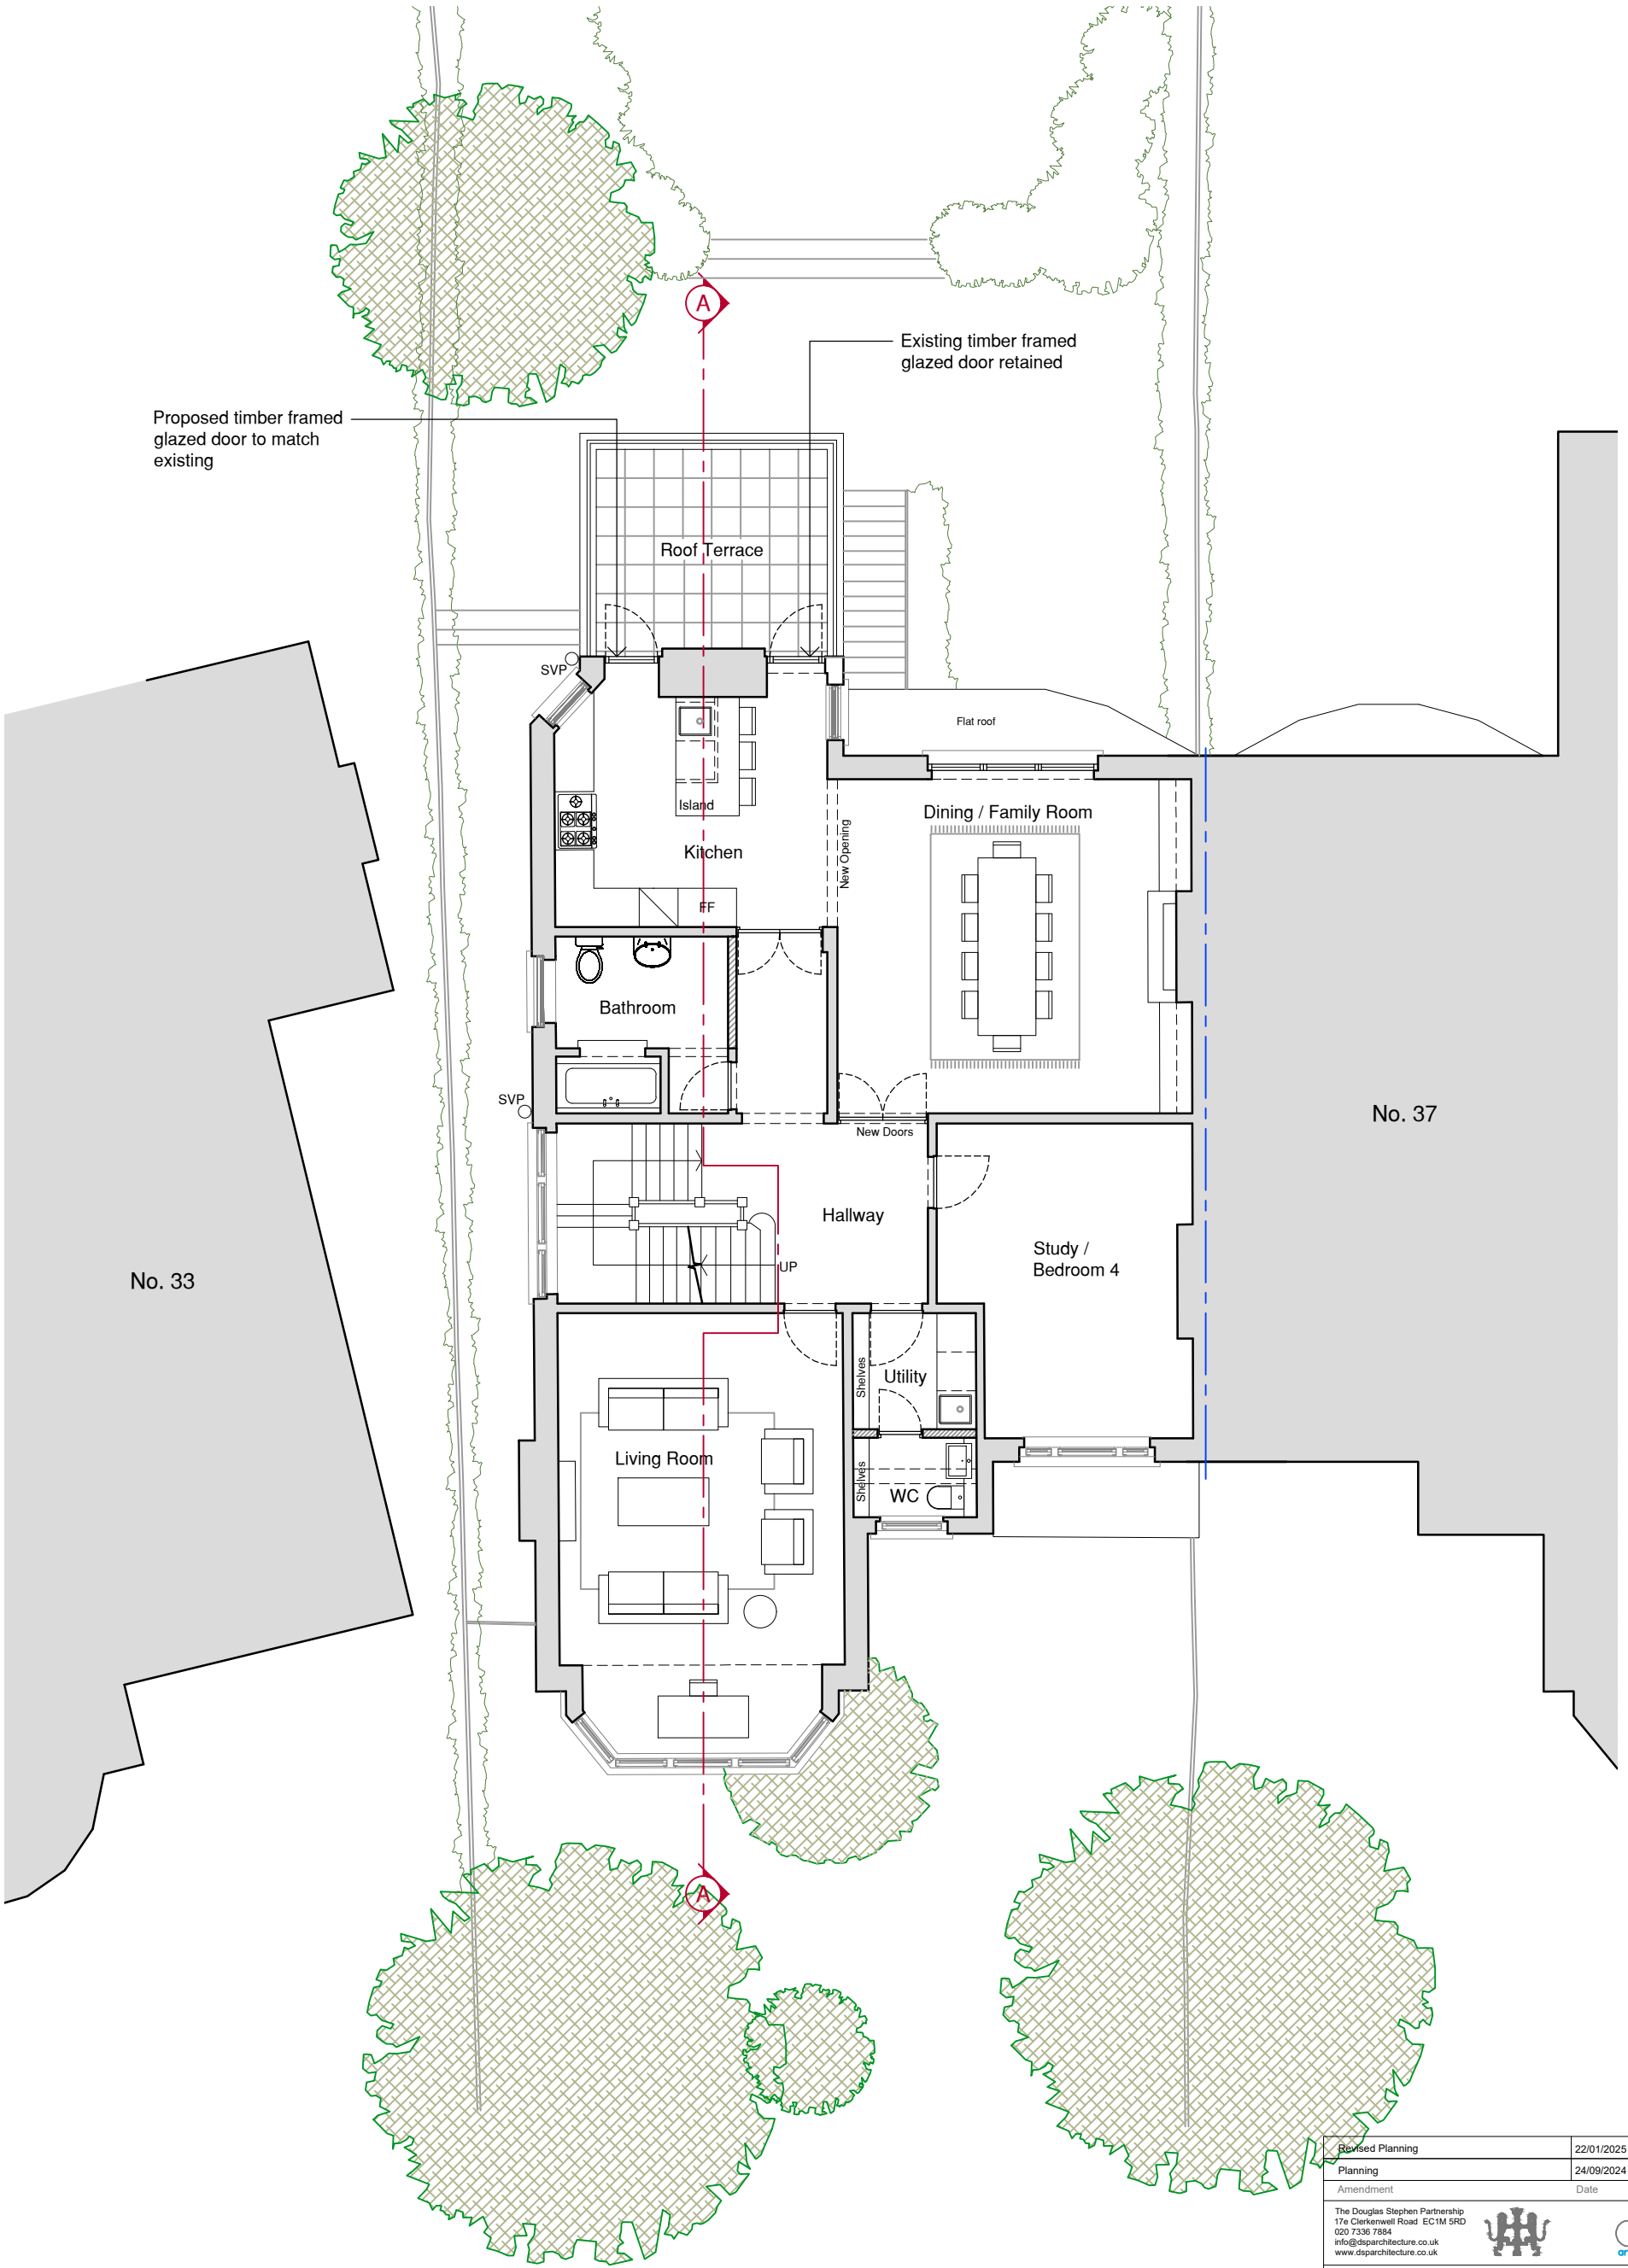 A
Existing timber framed
glazed door retained
Proposed timber framed
glazed door to match
existing
Roof Terrace
SVP
Flat roof
Island
Dining / Family Room
New Opening
Kitchen
FF
Bathroom
SVP
New Doors
No. 37
Hallway
Study /
Bedroom 4
UP
No. 33
Shelves
Utility
Living Room
Shelves
WC
A
Revised Planning 22/01/2025
Planning 24/09/2024
Amendment Date
The Douglas Stephen Partnership
17e Clerkenwell Road EC1M 5RD
020 7336 7884
info@dsparchitecture.co.uk
www.dsparchitecture.co.uk